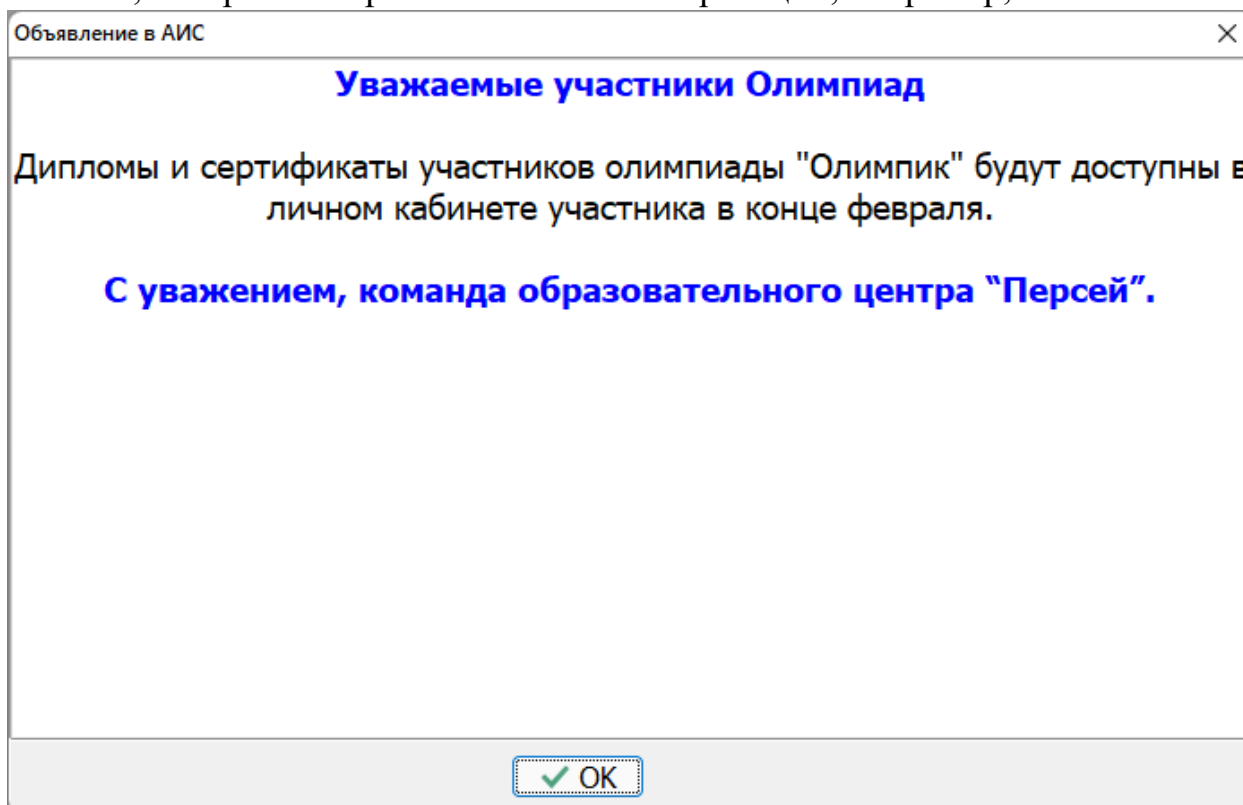 Объявление в АИС
Уважаемые участники Олимпиад
Дипломы и сертификаты участников олимпиады "Олимпик" будут доступны в
личном кабинете участника в конце февраля.
С уважением, команда образовательного центра “Персей”.
OK